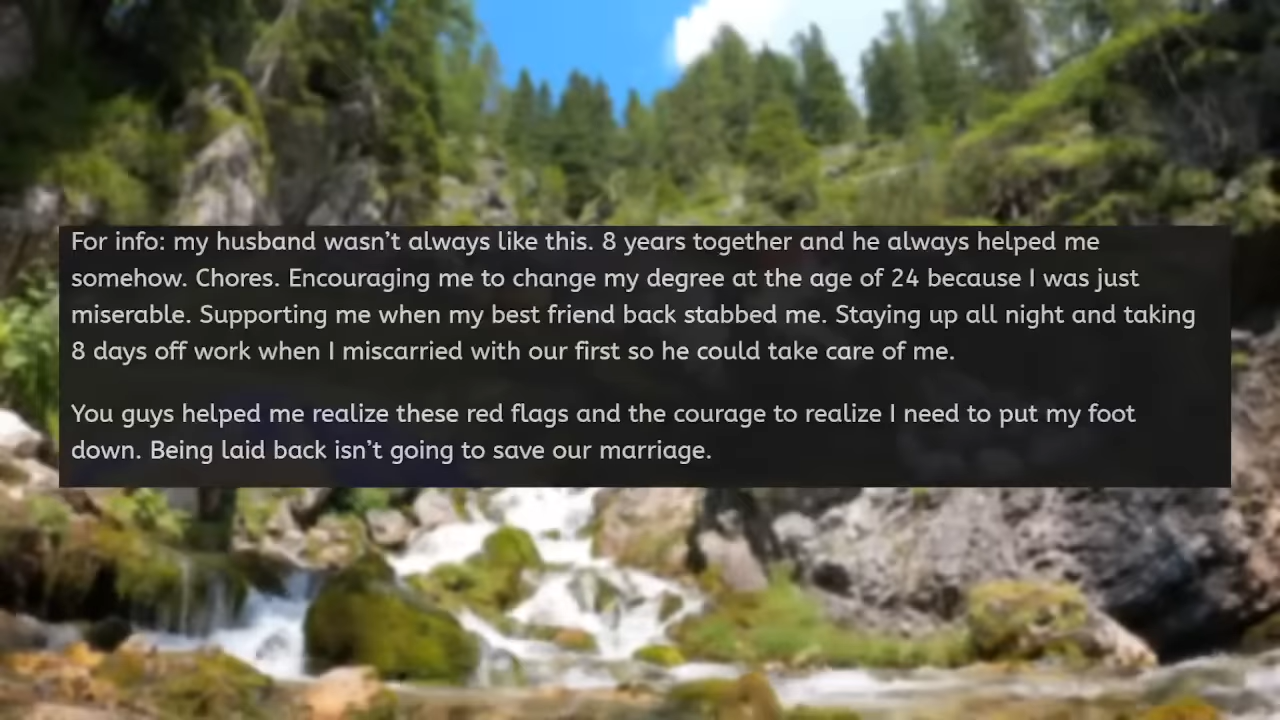 For info: my husband wasn’t always like this. 8 years together and he always helped me
somehow. Chores. Encouraging me to change my degree at the age of 24 because I was just
miserable. Supporting me when my best friend back stabbed me. Staying up all night and taking
8 days off work when I miscarried with our first so he could take care of me.
You guys helped me realize these red flags and the courage to realize I need to put my foot
down. Being laid back isn’t going to save our marriage.